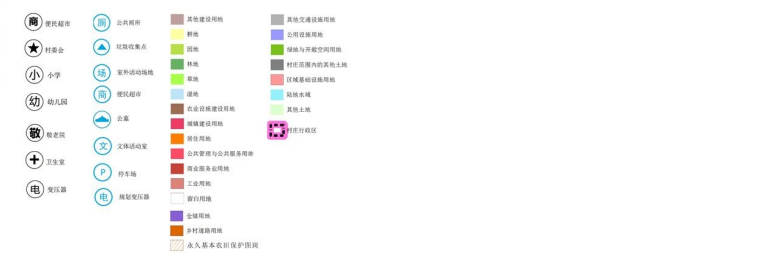 商 便民超市
村委会
小 小学
幼 幼儿园
敬 敬老院
卫生室
电 变压器
厕 公共厕所
垃圾收集点
场 室外活动场地
商 便民超市
公墓
文 文体活动室
P 停车场
电 规划变压器
其他建设用地
耕地
园地
林地
草地
湿地
农业设施建设用地
城镇建设用地
居住用地
公共管理与公共服务用地
商业服务业用地
工业用地
留白用地
仓储用地
乡村道路用地
永久基本农田保护图斑
其他交通设施用地
公用设施用地
绿地与开敞空间用地
村庄范围内的其他土地
区域基础设施用地
陆地水域
其他土地
村庄行政区